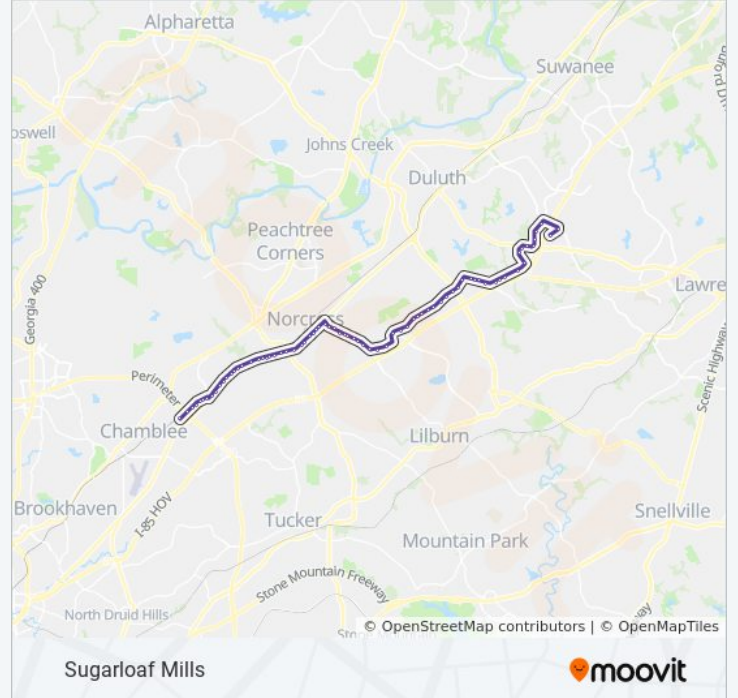 Alpharetta
Suwanee
Johns Creek
Duluth
Peachtree
Corners
Georgia 400
Norcross
Lawre
Perimeter
Scenic Highway
Chamblee
Lilburn
Brookhaven
I-85 HOV
Tucker
Snellville
Mountain Park
Stone Mountain Freeway
North Druid Hills
© OpenStreetMap contributors | © OpenMapTiles
Sugarloaf Mills
moovit